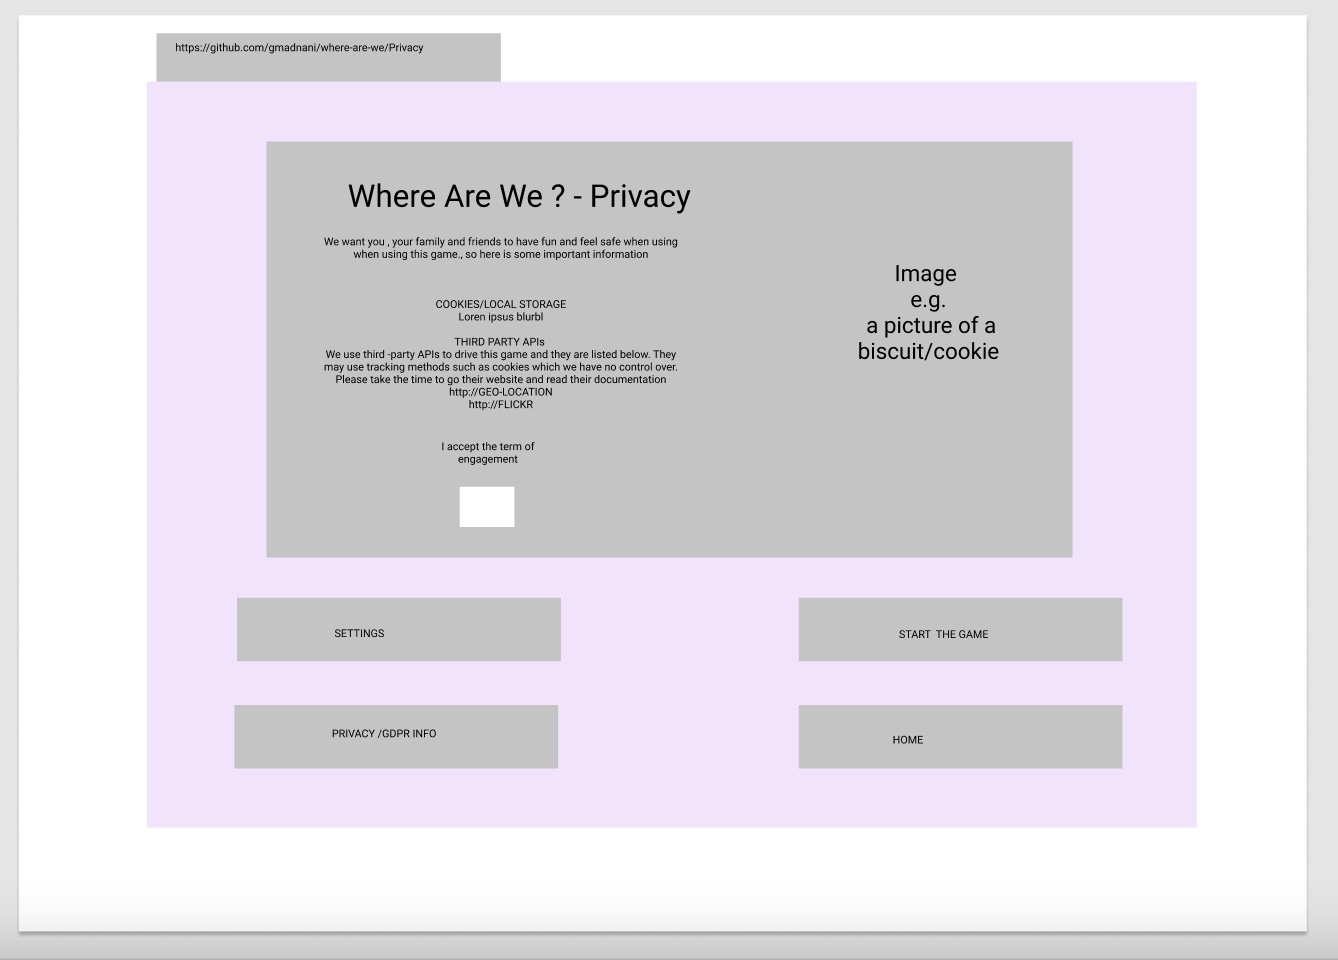 https://github.com/gmadnani/where-are-we/Privacy
Where Are We ? - Privacy
We want you , your family and friends to have fun and feel safe when using
when using this game., so here is some important information
COOKIES/LOCAL STORAGE
Loren ipsus blurbl
THIRD PARTY APIs
We use third -party APIs to drive this game and they are listed below. They
may use tracking methods such as cookies which we have no control over.
Please take the time to go their website and read their documentation
http://GEO-LOCATION
http://FLICKR
I accept the term of
engagement
Image
e.g.
a picture of a
biscuit/cookie
SETTINGS
START  THE GAME
PRIVACY /GDPR INFO
HOME